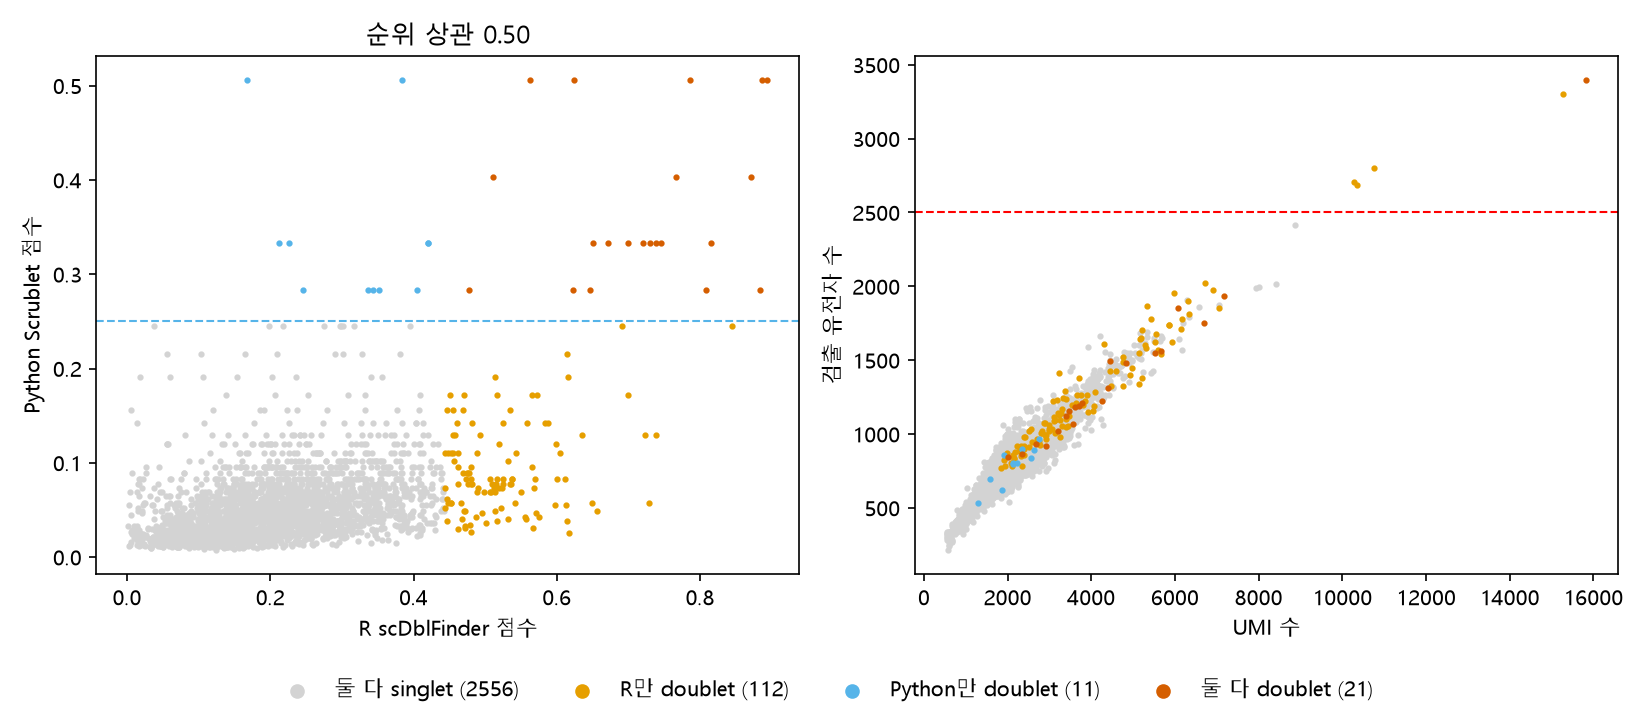 순위 상관 0.50
0.5
0.4
0.3
0.2
0.1
0.0
Python Scrublet 점수
0.0 0.2 0.4 0.6 0.8
R scDblFinder 점수
3500
3000
2500
2000
1500
1000
500
검출 유전자 수
0 2000 4000 6000 8000 10000 12000 14000 16000
UMI 수
둘 다 singlet (2556) R만 doublet (112) Python만 doublet (11) 둘 다 doublet (21)